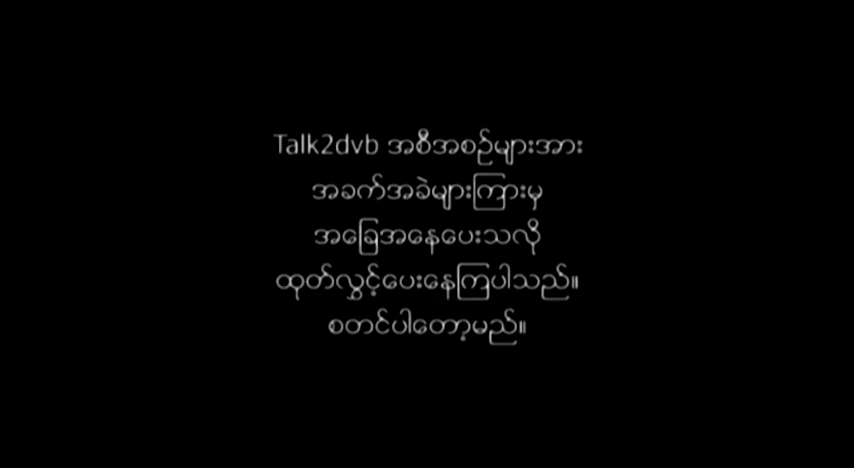 Talk2dvb အစီအစဉ်များအား
အခက်အခဲများကြားမှ
အခြေအနေပေးသလို
ထုတ်လွှင့်ပေးနေကြပါသည်။
စတင်ပါတော့မည်။